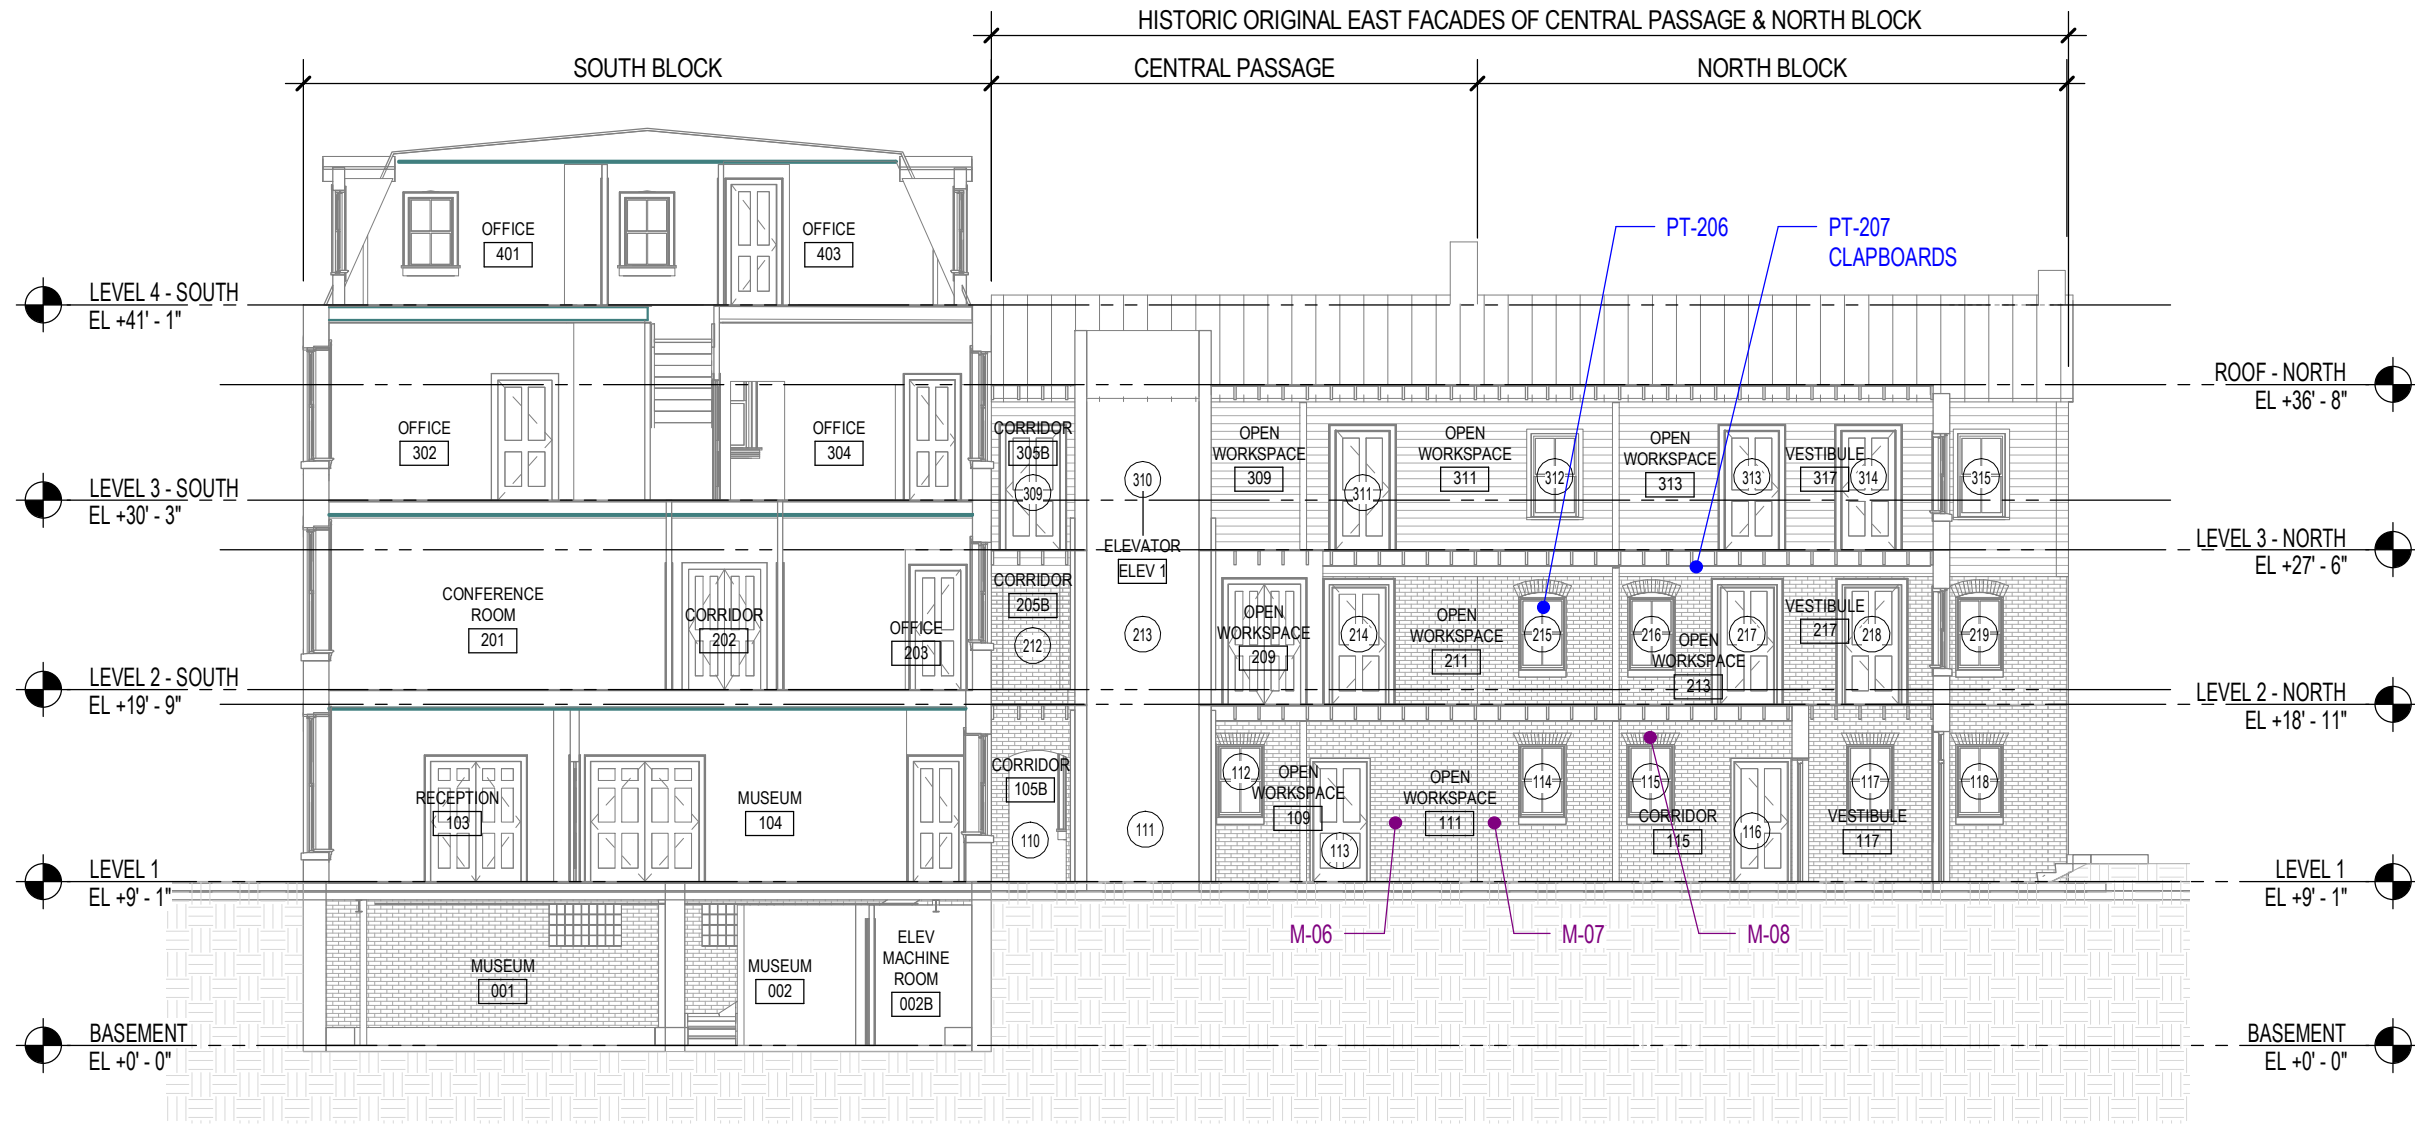 HISTORIC ORIGINAL EAST FACADES OF CENTRAL PASSAGE & NORTH BLOCK
SOUTH BLOCK
CENTRAL PASSAGE
NORTH BLOCK
PT-206
PT-207
CLAPBOARDS
OFFICE
401
OFFICE
403
LEVEL 4 - SOUTH
EL +41' - 1"
ROOF - NORTH
EL +36' - 8"
OFFICE
302
OFFICE
304
CORRIDOR
305B
309
310
OPEN
WORKSPACE
309
311
OPEN
WORKSPACE
311
312
OPEN
WORKSPACE
313
313
VESTIBULE
317
314
315
LEVEL 3 - SOUTH
EL +30' - 3"
LEVEL 3 - NORTH
EL +27' - 6"
ELEVATOR
ELEV 1
CONFERENCE
ROOM
201
CORRIDOR
202
OFFICE
203
CORRIDOR
205B
212
213
OPEN
WORKSPACE
209
214
OPEN
WORKSPACE
211
215
216
OPEN
WORKSPACE
213
217
VESTIBULE
217
218
219
LEVEL 2 - SOUTH
EL +19' - 9"
LEVEL 2 - NORTH
EL +18' - 11"
RECEPTION
103
MUSEUM
104
CORRIDOR
105B
110
111
112
OPEN
WORKSPACE
109
113
OPEN
WORKSPACE
111
114
115
CORRIDOR
115
116
117
VESTIBULE
117
118
LEVEL 1
EL +9' - 1"
LEVEL 1
EL +9' - 1"
M-06
M-07
M-08
MUSEUM
001
MUSEUM
002
ELEV
MACHINE
ROOM
002B
BASEMENT
EL +0' - 0"
BASEMENT
EL +0' - 0"